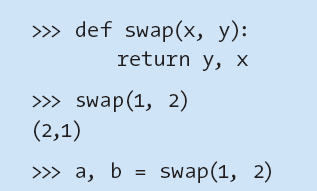 >>> def swap(x, y):
return y, x
>>> swap(1, 2)
(2,1)
>>> a, b = swap(1, 2)